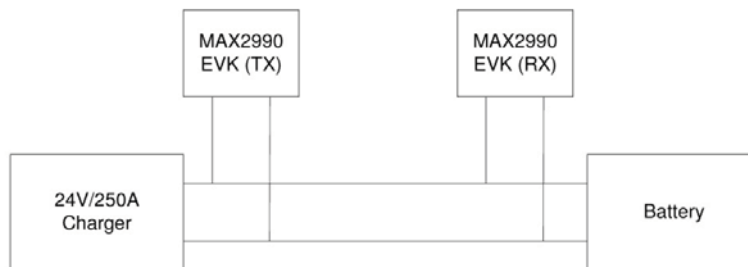 MAX2990
EVK (TX)
MAX2990
EVK (RX)
24V/250A
Charger
Battery